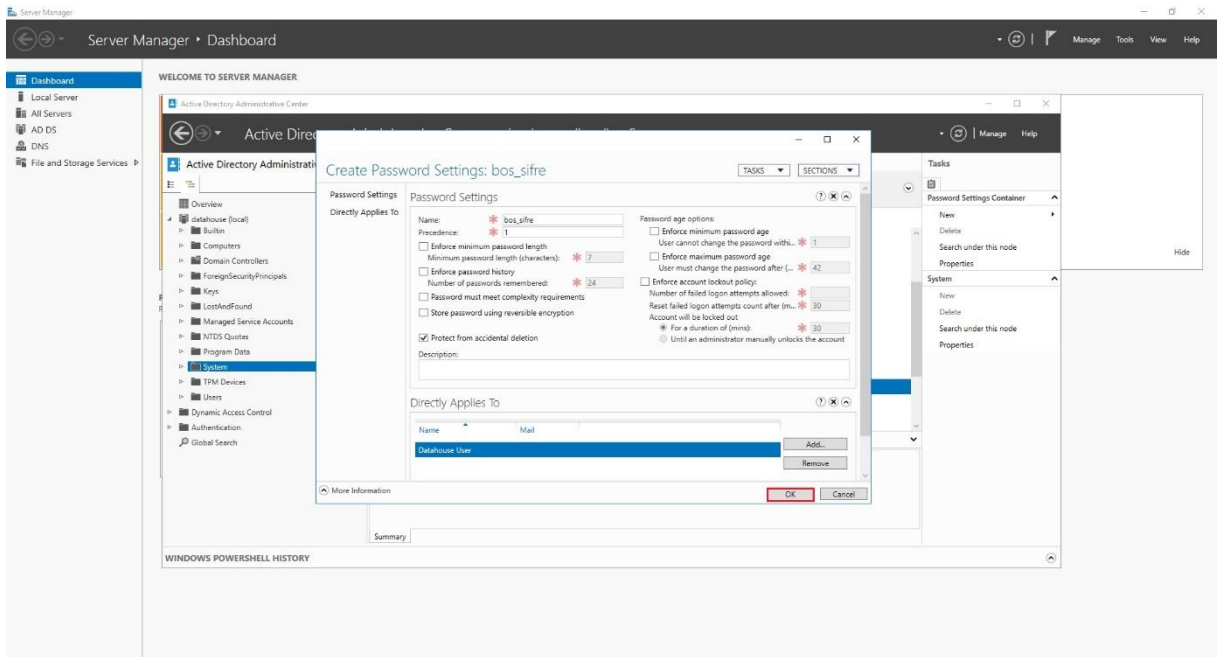 Server Manager
Server Manager • Dashboard
Manage Tools View Help
Dashboard
Local Server
All Servers
AD DS
DNS
File and Storage Services
WELCOME TO SERVER MANAGER
Active Directory Administrative Center
Active Direc
Manage Help
Active Directory Administrati
Overview
datahouse (local)
Builtin
Computers
Domain Controllers
ForeignSecurityPrincipals
Keys
LostAndFound
Managed Service Accounts
NTDS Quotas
Program Data
System
TPM Devices
Users
Dynamic Access Control
Authentication
Global Search
Create Password Settings: bos_sifre
TASKS SECTIONS
Password Settings
Directly Applies To
Password Settings
Name: bos_sifre
Precedence: 1
Enforce minimum password length
Minimum password length (characters): 7
Enforce password history
Number of passwords remembered: 24
Password must meet complexity requirements
Store password using reversible encryption
Protect from accidental deletion
Description:
Password age options:
Enforce minimum password age
User cannot change the password withi... 1
Enforce maximum password age
User must change the password after (... 42
Enforce account lockout policy:
Number of failed logon attempts allowed:
Reset failed logon attempts count after (m... 30
Account will be locked out
For a duration of (mins): 30
Until an administrator manually unlocks the account
Directly Applies To
Name Mail
Datahouse User
Add...
Remove
More Information
OK Cancel
Tasks
Password Settings Container
New
Delete
Search under this node
Properties
System
New
Delete
Search under this node
Properties
Hide
Summary
WINDOWS POWERSHELL HISTORY